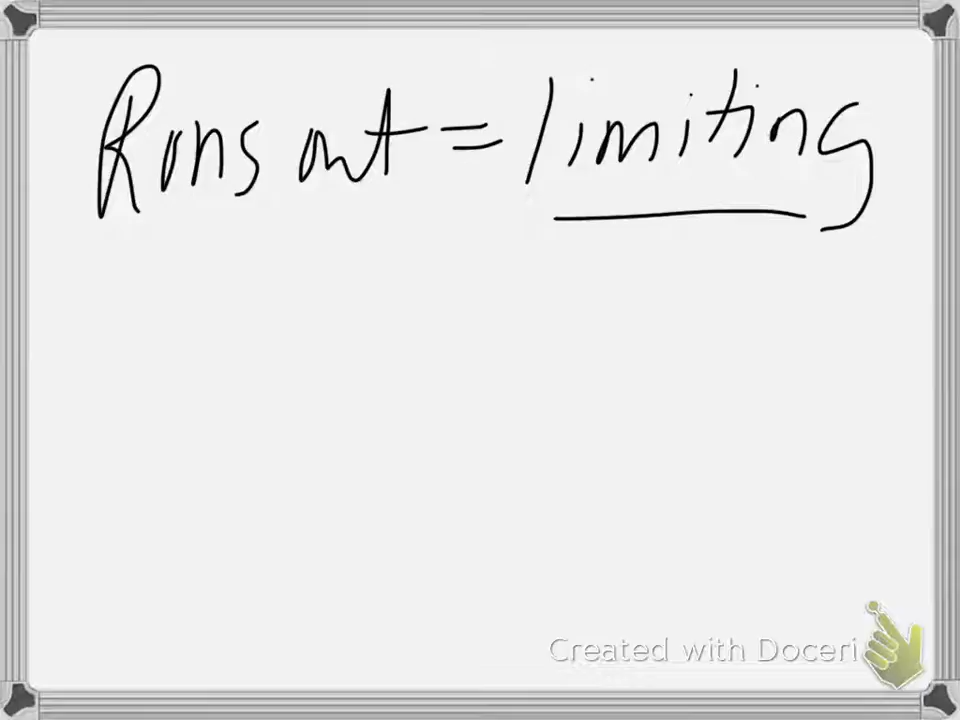 Runs out = limiting
Created with Doceri